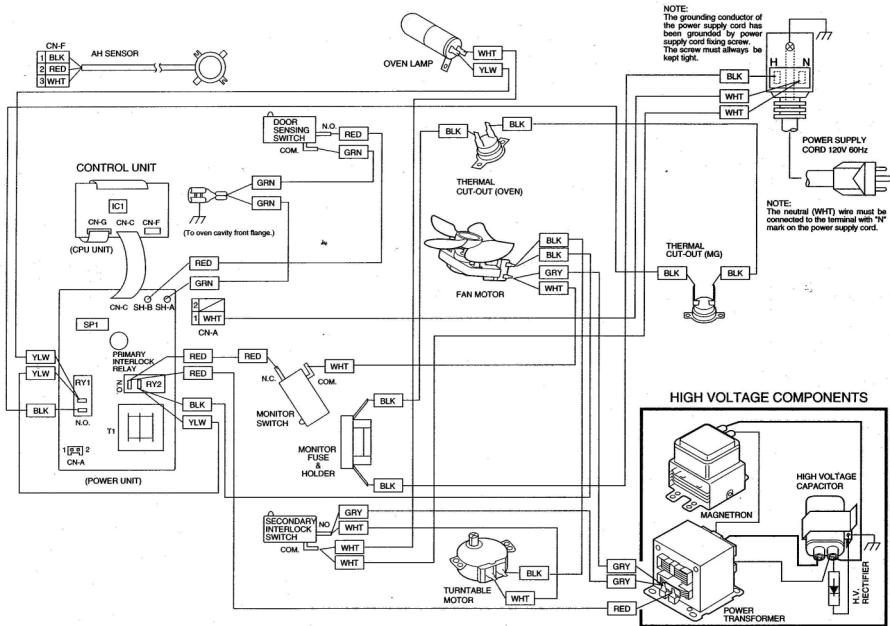 NOTE:
The grounding conductor of
the power supply cord has
been grounded by power
supply cord fixing screw.
The screw must allways be
kept tight.
CN-F
1 BLK
2 RED
3 WHT
AH SENSOR
OVEN LAMP
WHT
YLW
H N
BLK
WHT
WHT
DOOR
SENSING
SWITCH
N.O.
RED
COM.
GRN
BLK
BLK
THERMAL
CUT-OUT (OVEN)
POWER SUPPLY
CORD 120V 60Hz
CONTROL UNIT
IC1
CN-G CN-C CN-F
(CPU UNIT)
GRN
GRN
(To oven cavity front flange.)
NOTE:
The neutral (WHT) wire must be
connected to the terminal with "N"
mark on the power supply cord.
THERMAL
CUT-OUT (MG)
BLK
BLK
BLK
BLK
GRY
WHT
FAN MOTOR
RED
GRN
CN-C SH-B SH-A
2
1 WHT
CN-A
SP1
PRIMARY
INTERLOCK
RELAY
RY1
N.O.
N.O.
RY2
YLW
YLW
BLK
T1
1 2
CN-A
(POWER UNIT)
RED
RED
RED
BLK
YLW
N.C.
COM.
WHT
MONITOR
SWITCH
BLK
MONITOR
FUSE
&
HOLDER
BLK
SECONDARY
INTERLOCK
SWITCH
NO
COM.
GRY
WHT
WHT
WHT
TURNTABLE
MOTOR
BLK
WHT
HIGH VOLTAGE COMPONENTS
MAGNETRON
HIGH VOLTAGE
CAPACITOR
GRY
GRY
RED
POWER
TRANSFORMER
H.V.
RECTIFIER